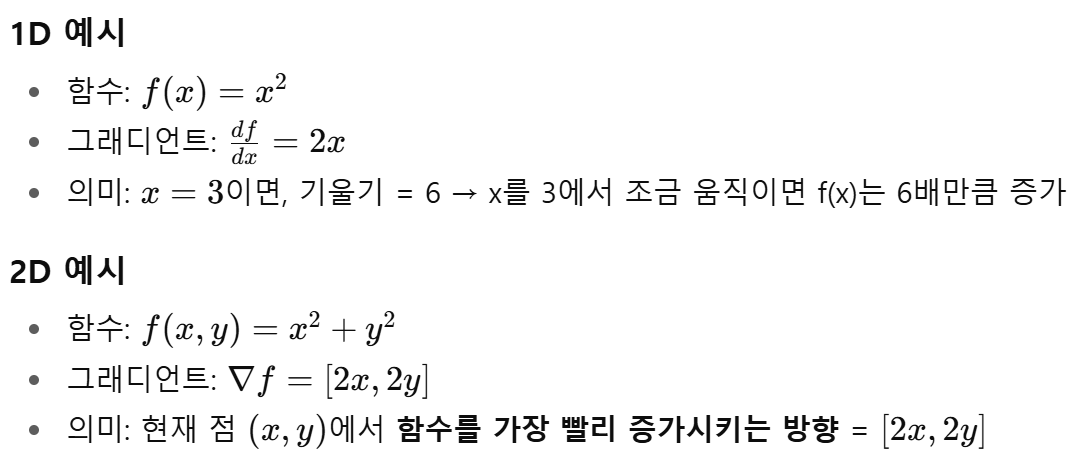 1D 예시
• 함수: f(x) = x²
• 그래디언트: df/dx = 2x
• 의미: x = 3이면, 기울기 = 6 → x를 3에서 조금 움직이면 f(x)는 6배만큼 증가
2D 예시
• 함수: f(x, y) = x² + y²
• 그래디언트: ∇f = [2x, 2y]
• 의미: 현재 점 (x, y)에서 함수를 가장 빨리 증가시키는 방향 = [2x, 2y]